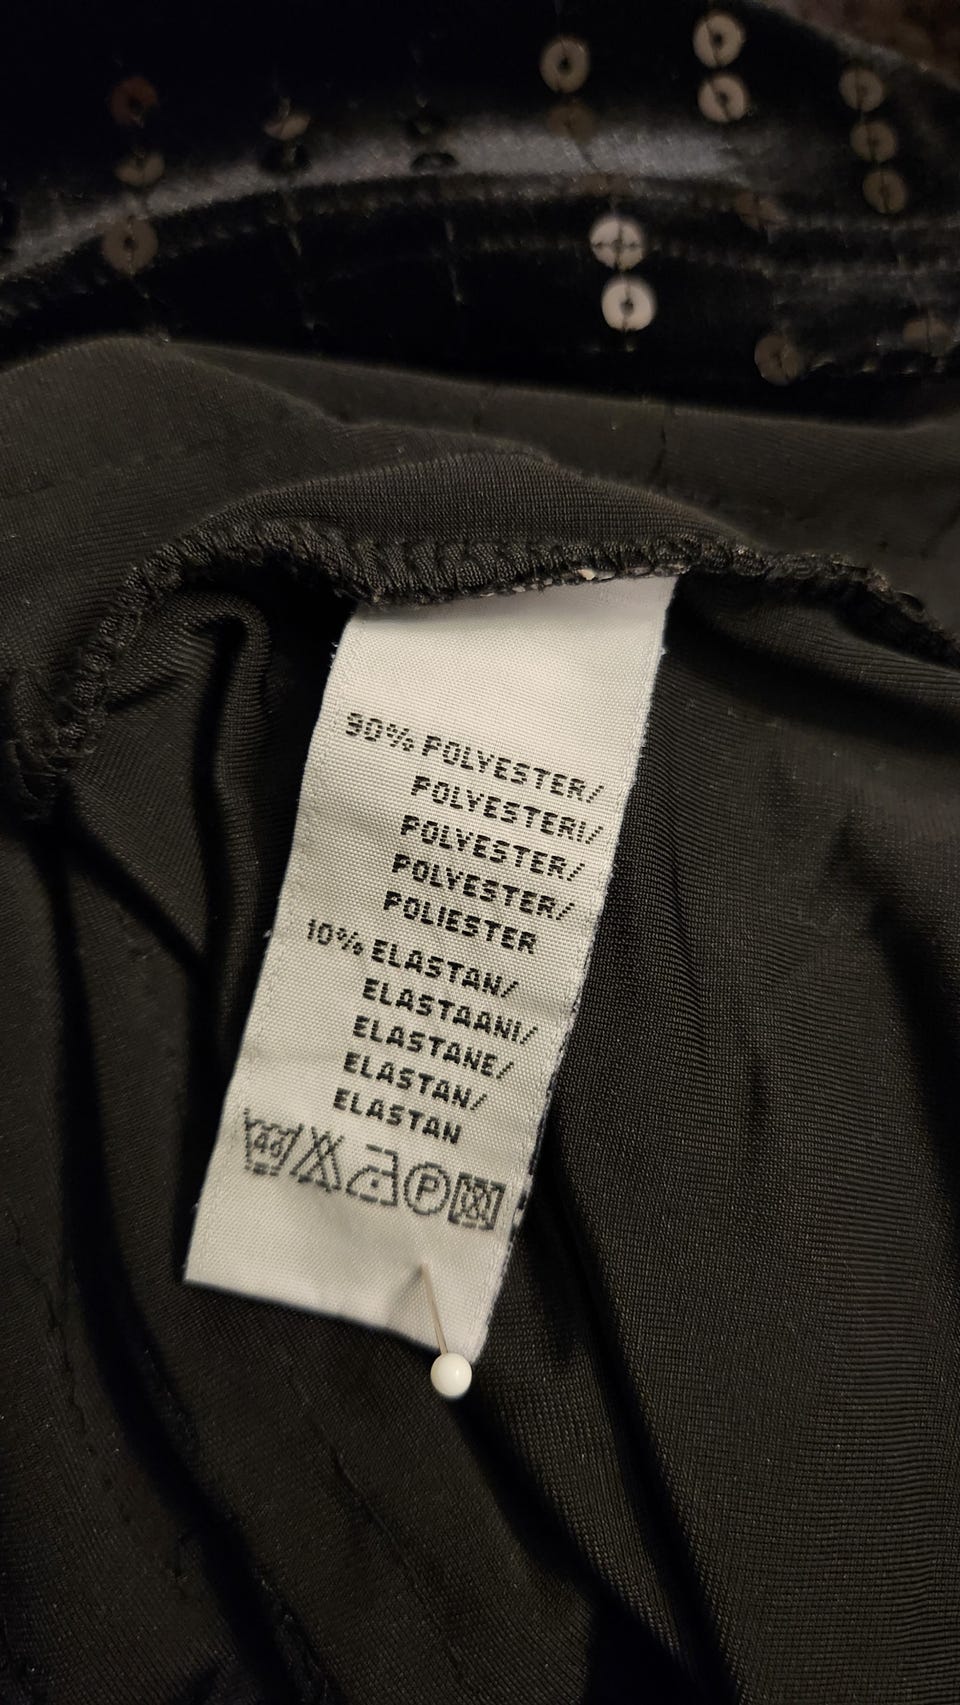 90% POLYESTER/
POLYESTERI/
POLYESTER/
POLYESTER/
POLIESTER
10% ELASTAN/
ELASTAANI/
ELASTANE/
ELASTAN/
ELASTAN
P